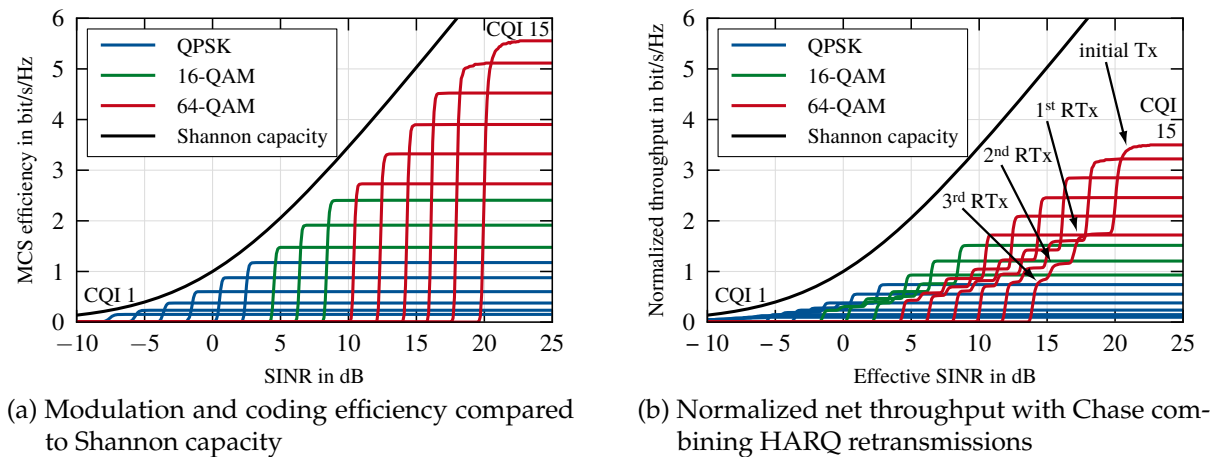 6
5
4
3
2
1
0
MCS efficiency in bit/s/Hz
QPSK
16-QAM
64-QAM
Shannon capacity
CQI 15
CQI 1
−10
−5
0
5
10
15
20
25
SINR in dB
(a) Modulation and coding efficiency compared
to Shannon capacity
6
5
4
3
2
1
0
Normalized throughput in bit/s/Hz
QPSK
16-QAM
64-QAM
Shannon capacity
initial Tx
1st RTx
CQI
15
2nd RTx
3rd RTx
CQI 1
−10
−5
0
5
10
15
20
25
Effective SINR in dB
(b) Normalized net throughput with Chase com-
bining HARQ retransmissions